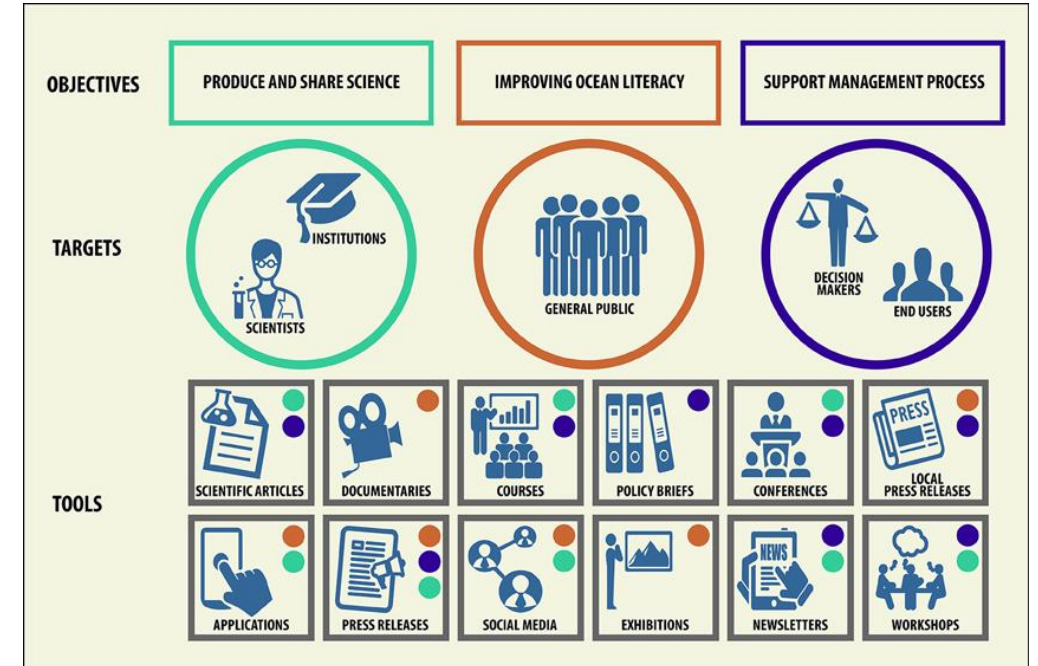 OBJECTIVES
PRODUCE AND SHARE SCIENCE
IMPROVING OCEAN LITERACY
SUPPORT MANAGEMENT PROCESS
TARGETS
INSTITUTIONS
SCIENTISTS
GENERAL PUBLIC
DECISION
MAKERS
END USERS
TOOLS
SCIENTIFIC ARTICLES
DOCUMENTARIES
COURSES
POLICY BRIEFS
CONFERENCES
PRESS
LOCAL
PRESS RELEASES
APPLICATIONS
PRESS RELEASES
SOCIAL MEDIA
EXHIBITIONS
NEWS
NEWSLETTERS
WORKSHOPS